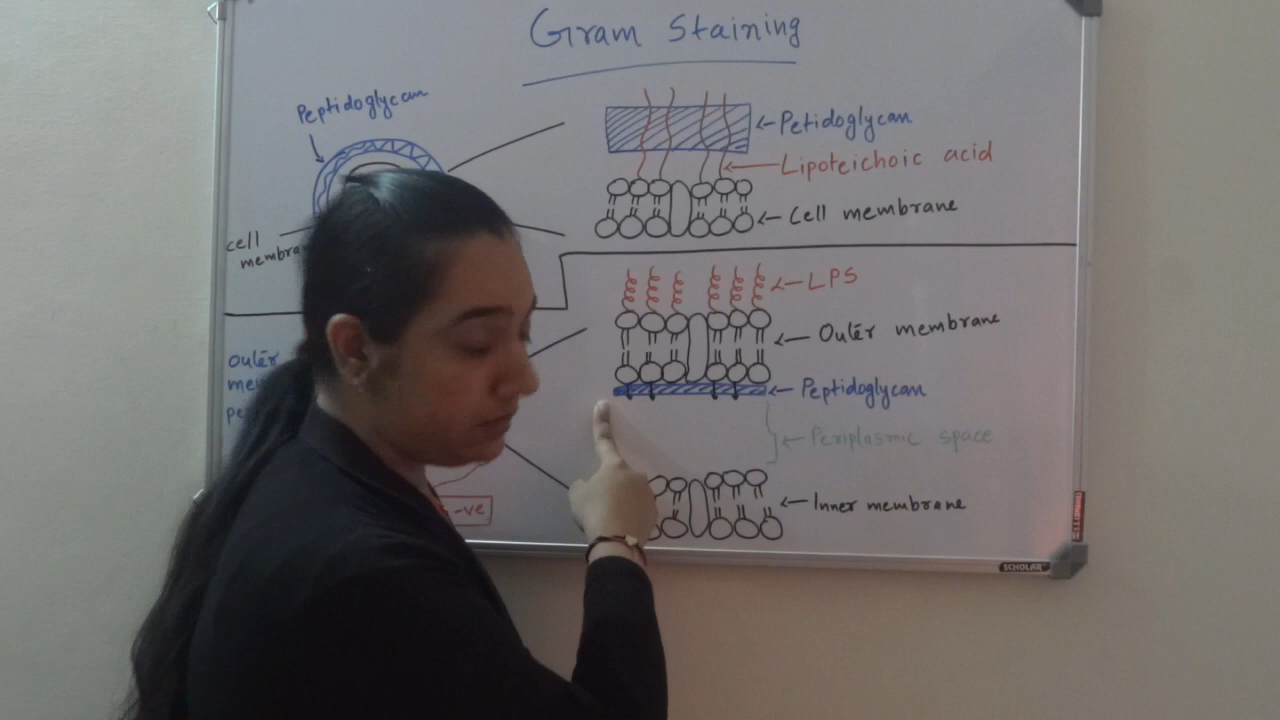 Gram Staining
Peptidoglycan
Petidoglycan
Lipoteichoic acid
Cell membrane
cell
LPS
Outer membrane
Outer
Peptidoglycan
Periplasmic space
Inner membrane
-ve
SCHOLAR